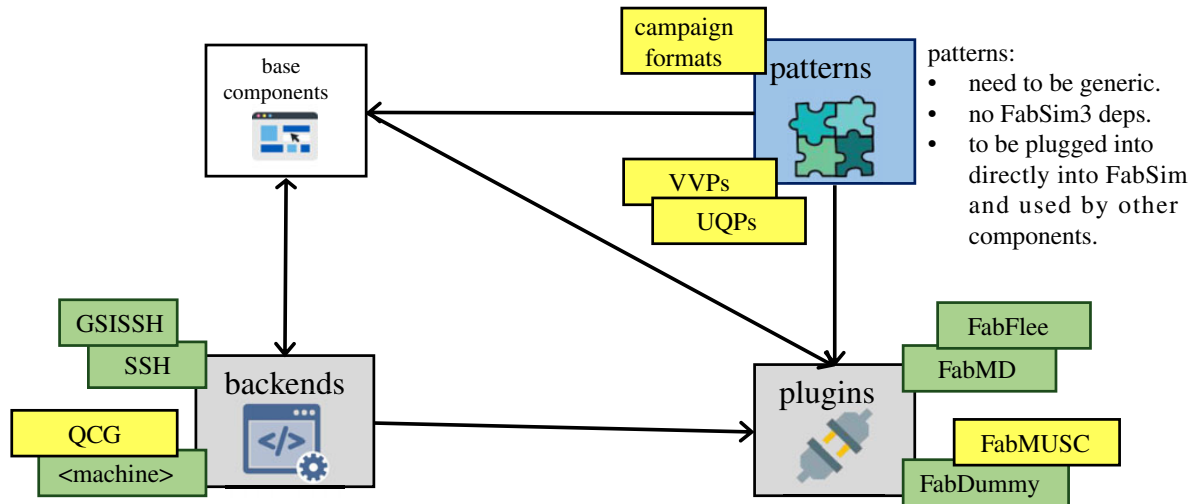 campaign
formats
base
components
patterns
patterns:
• need to be generic.
• no FabSim3 deps.
• to be plugged into
directly into FabSim
and used by other
components.
VVPs
UQPs
GSISSH
SSH
backends
</>
QCG
<machine>
plugins
FabFlee
FabMD
FabMUSC
FabDummy